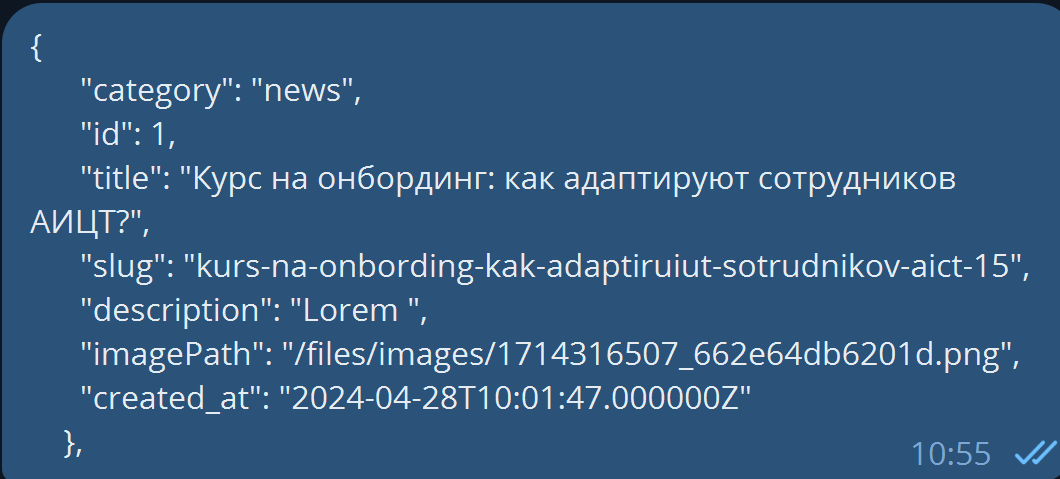 {
"category": "news",
"id": 1,
"title": "Курс на онбординг: как адаптируют сотрудников
АИЦТ?",
"slug": "kurs-na-onbording-kak-adaptiruiut-sotrudnikov-aict-15",
"description": "Lorem ",
"imagePath": "/files/images/1714316507_662e64db6201d.png",
"created_at": "2024-04-28T10:01:47.000000Z"
},
10:55